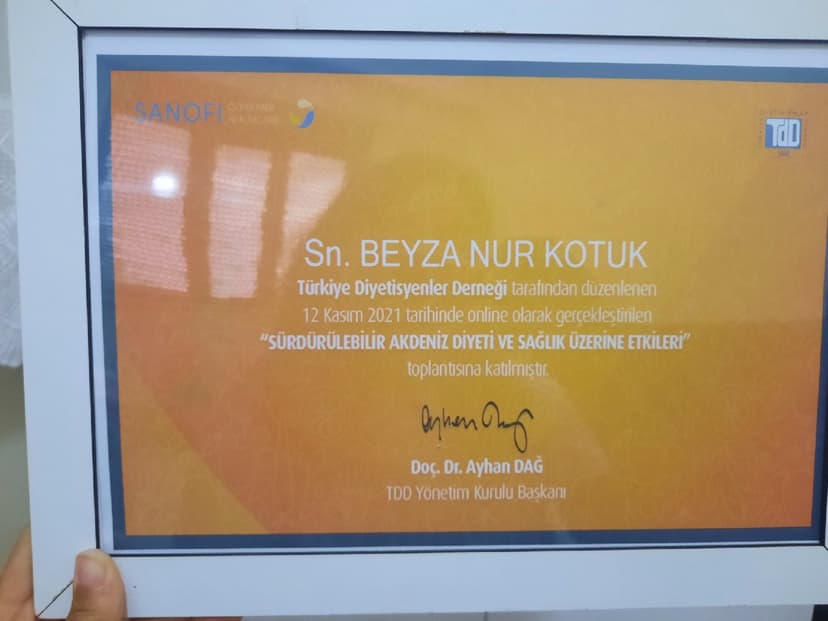 SANOFI
TDD
Sn. BEYZA NUR KOTUK
Türkiye Diyetisyenler Derneği tarafından düzenlenen
12 Kasım 2021 tarihinde online olarak gerçekleştirilen
“SÜRDÜRÜLEBİLİR AKDENİZ DİYETİ VE SAĞLIK ÜZERİNE ETKİLERİ”
toplantısına katılmıştır.
Doç. Dr. Ayhan DAĞ
TDD Yönetim Kurulu Başkanı